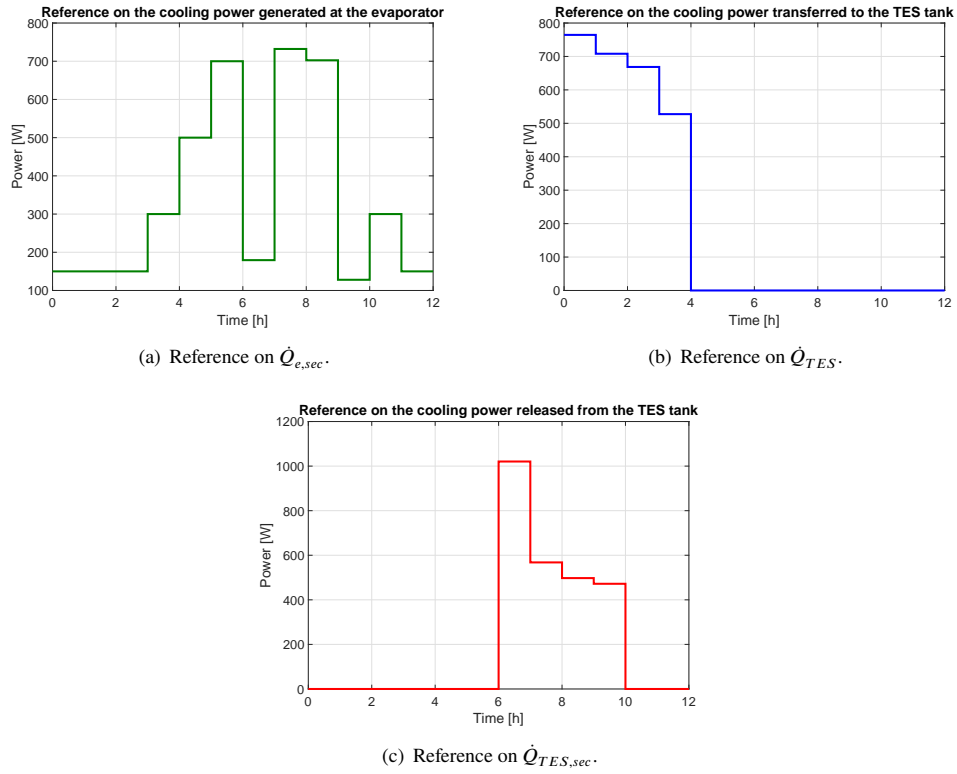 Reference on the cooling power generated at the evaporator
800
700
600
500
400
300
200
100
Power [W]
0 2 4 6 8 10 12
Time [h]
(a) Reference on Q̇e,sec.
Reference on the cooling power transferred to the TES tank
800
700
600
500
400
300
200
100
0
Power [W]
0 2 4 6 8 10 12
Time [h]
(b) Reference on Q̇TES.
Reference on the cooling power released from the TES tank
1200
1000
800
600
400
200
0
Power [W]
0 2 4 6 8 10 12
Time [h]
(c) Reference on Q̇TES,sec.